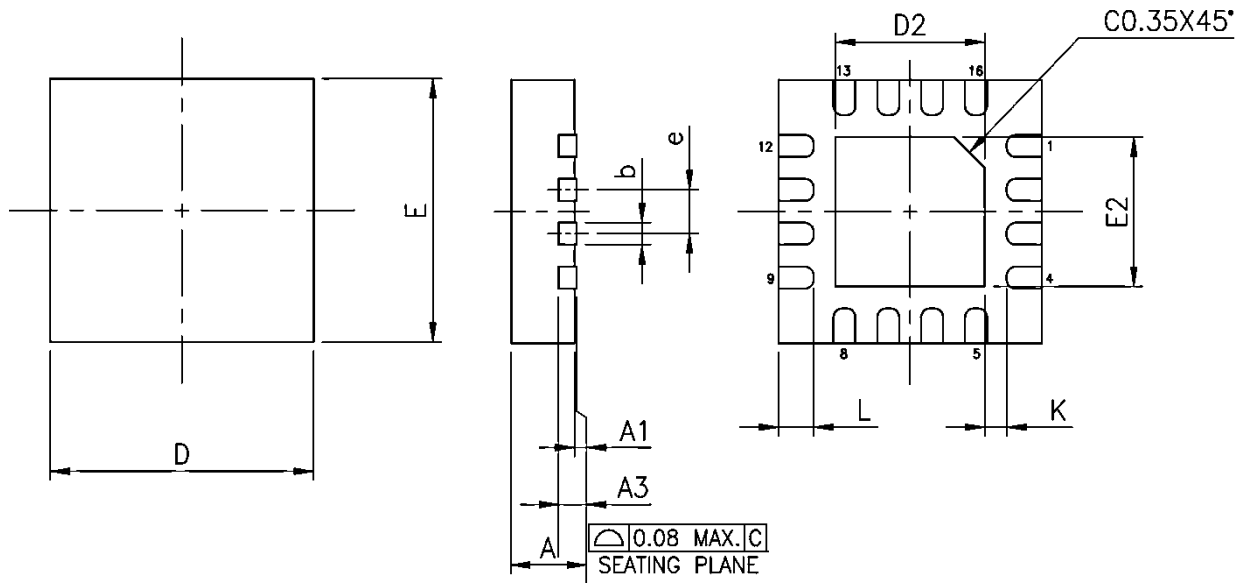 D2
C0.35X45°
13
16
e
12
1
b
E
E2
9
4
8
5
L
K
A1
D
A3
A
0.08 MAX. C
SEATING PLANE